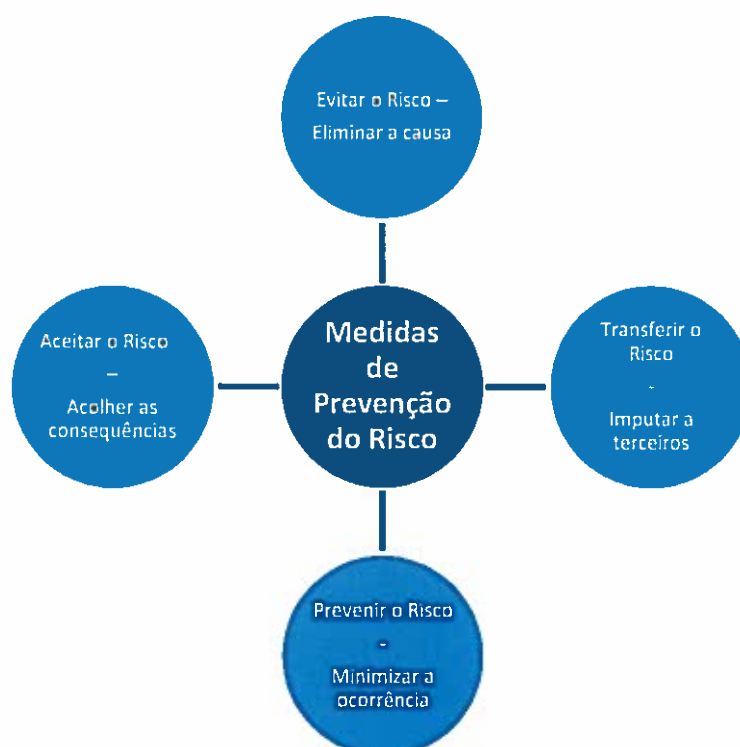 Evitar o Risco –
Eliminar a causa
Aceitar o Risco
–
Acolher as
consequências
Medidas
de
Prevenção
do Risco
Transferir o
Risco
-
Imputar a
terceiros
Prevenir o Risco
-
Minimizar a
ocorrência